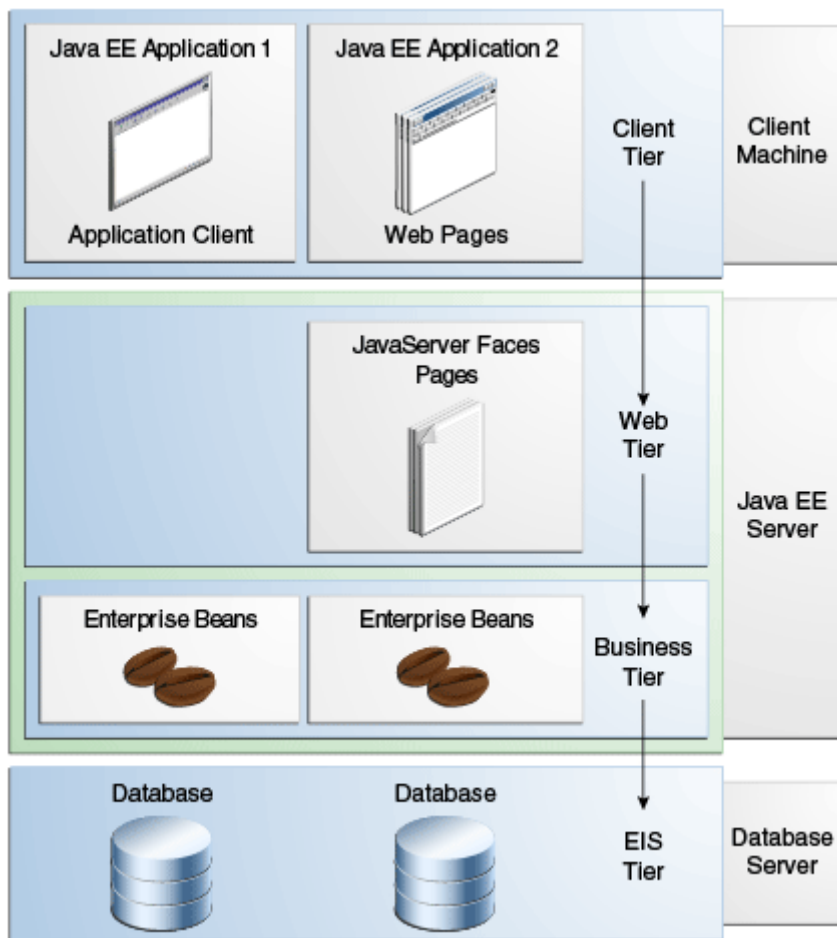 Java EE Application 1
Java EE Application 2
Application Client
Web Pages
Client
Tier
Client
Machine
JavaServer Faces
Pages
Web
Tier
Java EE
Server
Enterprise Beans
Enterprise Beans
Business
Tier
Database
Database
EIS
Tier
Database
Server